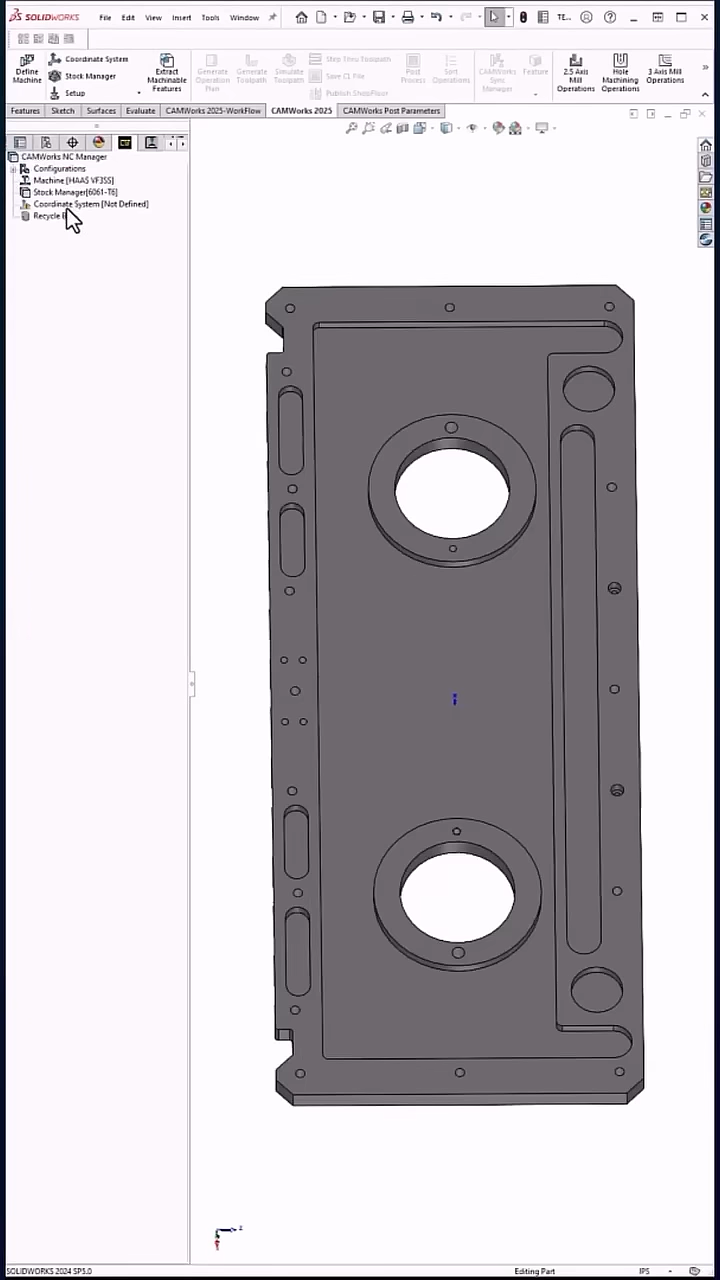 SOLIDWORKS File Edit View Insert Tools Window TE...
Define Machine
Coordinate System
Stock Manager
Setup
Extract Machinable Features
Generate Operation Plan
Generate Toolpath
Simulate Toolpath
Step Thru Toolpath
Save CL File
Publish ShopFloor
Post Process
Sort Operations
CAMWorks Sync Manager
Feature
2.5 Axis Mill Operations
Hole Machining Operations
3 Axis Mill Operations
Features Sketch Surfaces Evaluate CAMWorks 2025-WorkFlow CAMWorks 2025 CAMWorks Post Parameters
CAMWorks NC Manager
Configurations
Machine [HAAS VF3SS]
Stock Manager[6061-T6]
Coordinate System [Not Defined]
Recycle
SOLIDWORKS 2024 SP5.0 Editing Part IPS